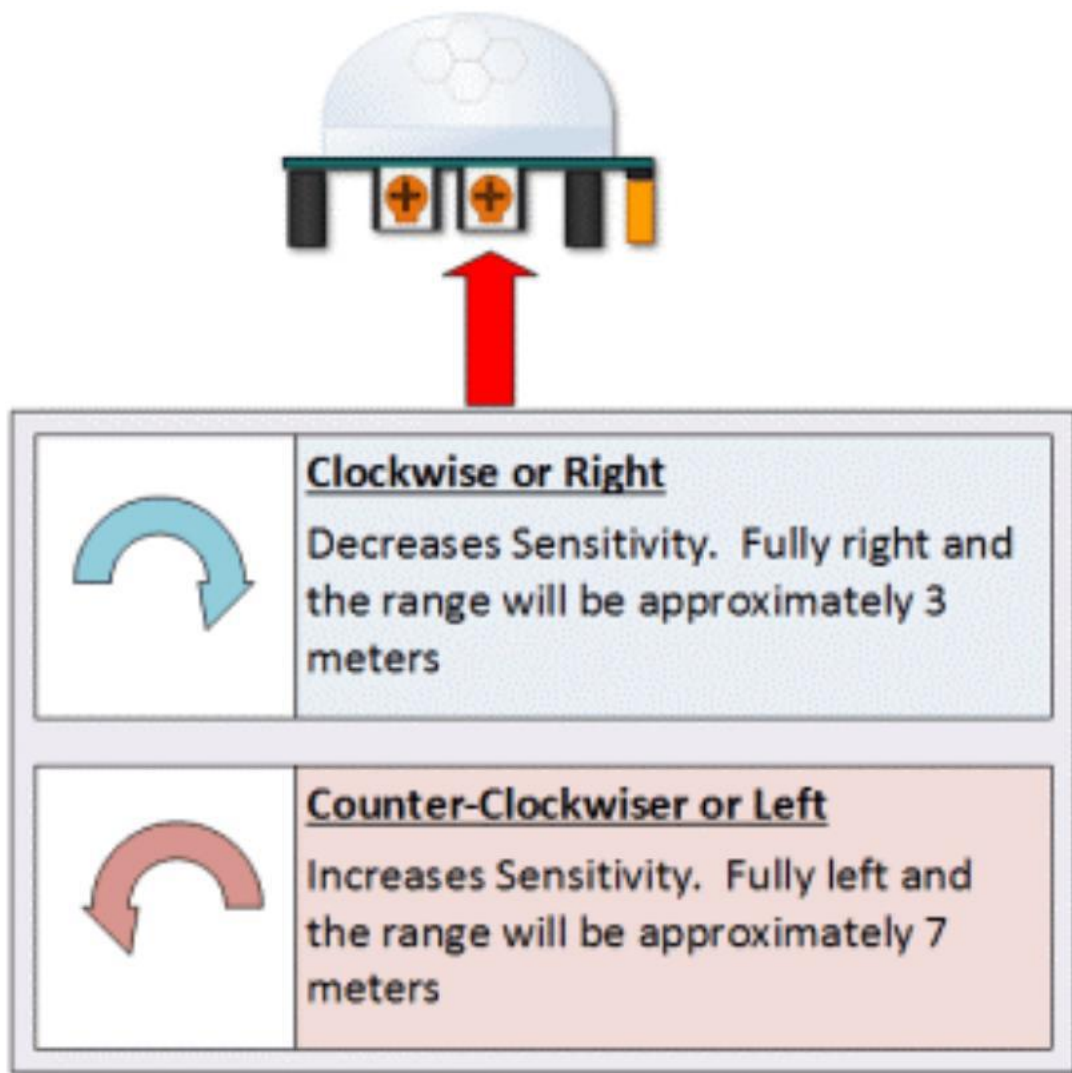 Clockwise or Right
Decreases Sensitivity.  Fully right and
the range will be approximately 3
meters
Counter-Clockwiser or Left
Increases Sensitivity.  Fully left and
the range will be approximately 7
meters